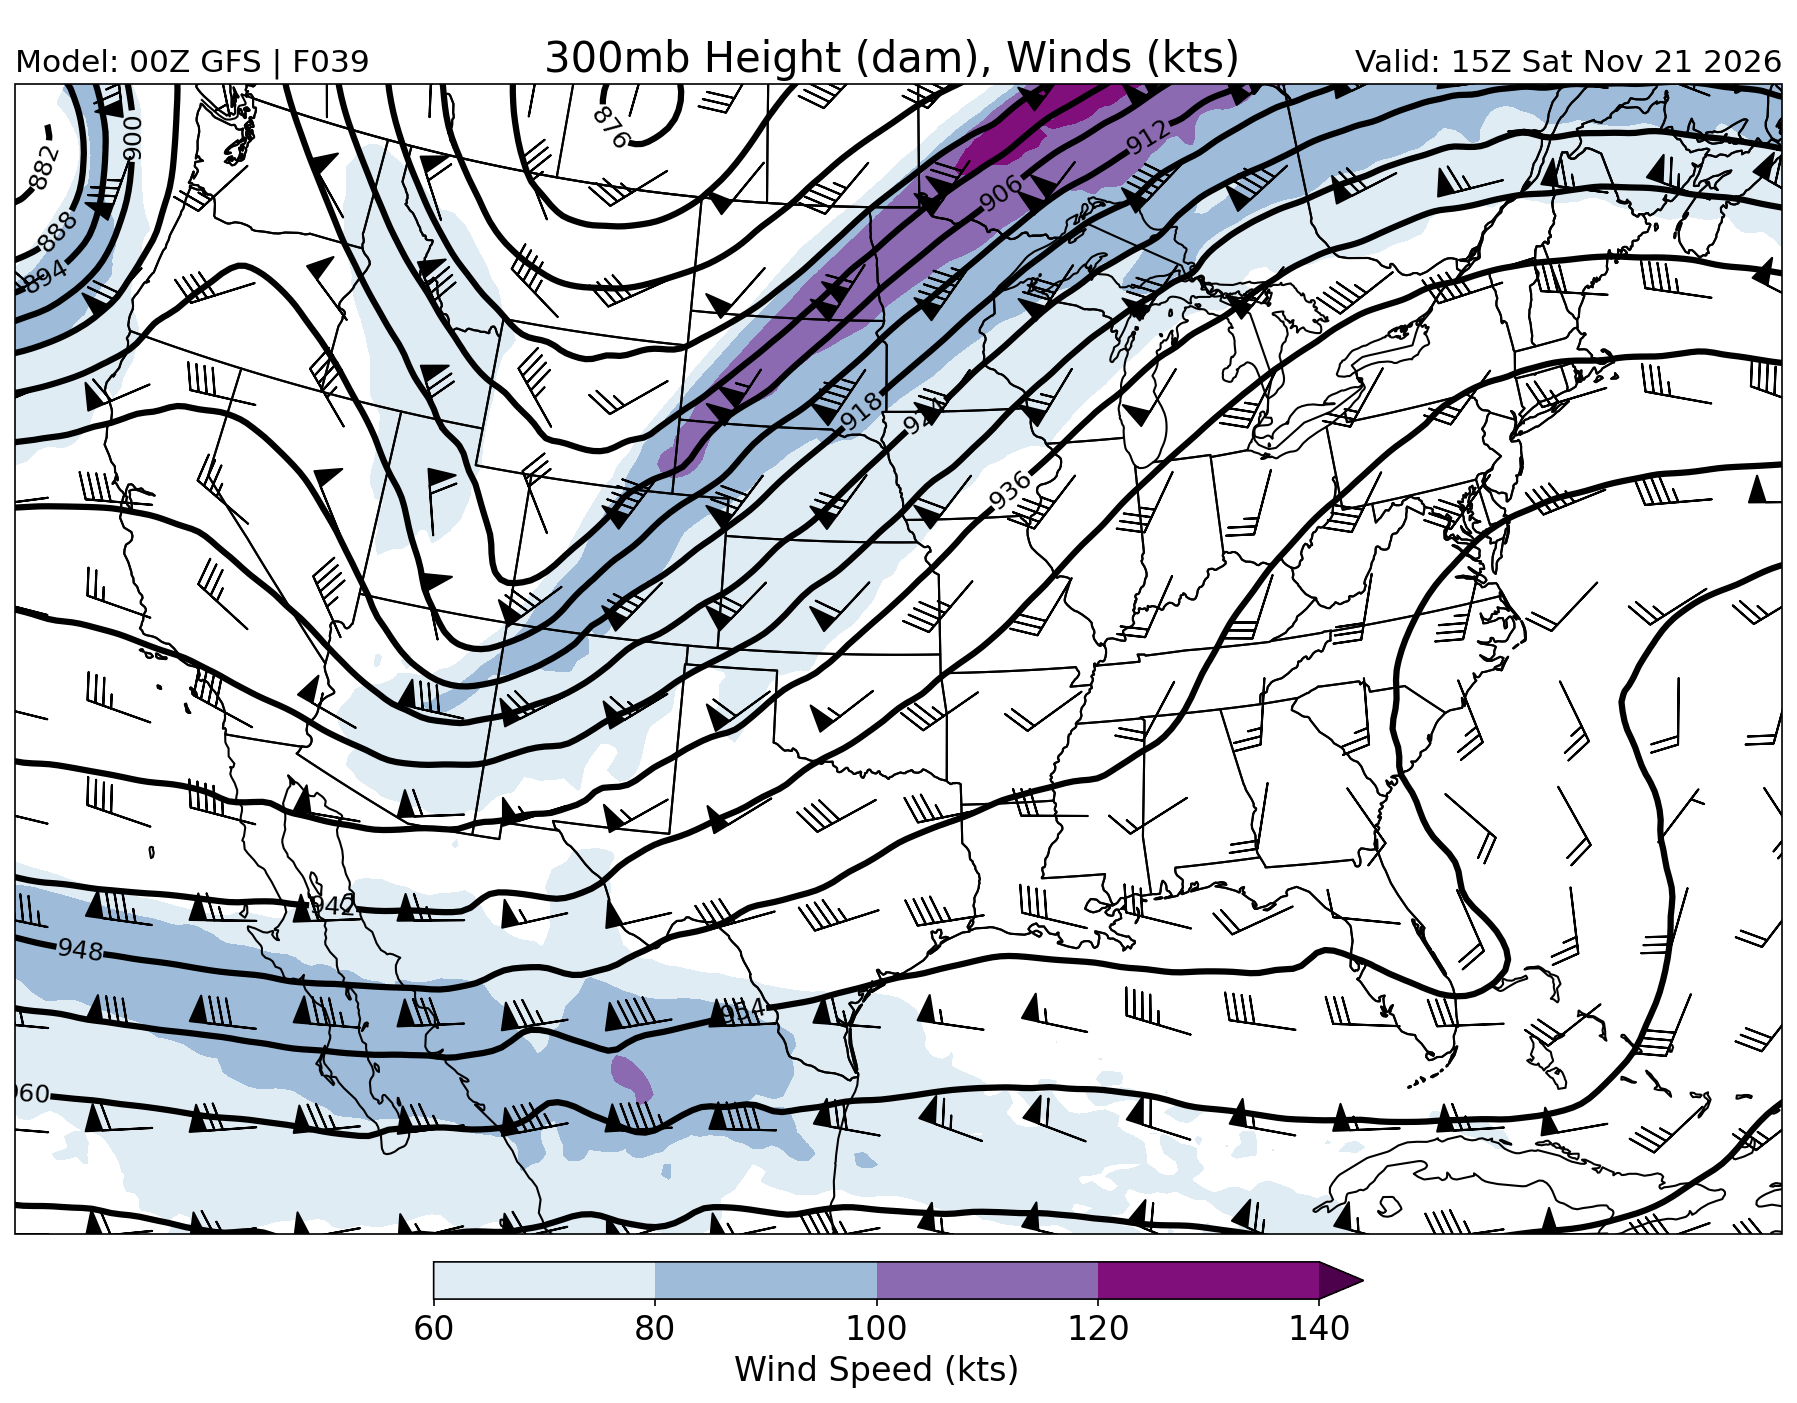 Model: 00Z GFS | F039
300mb Height (dam), Winds (kts)
Valid: 15Z Sat Nov 21 2026
876
882
900
912
888
906
894
918
924
936
942
948
954
960
60 80 100 120 140
Wind Speed (kts)